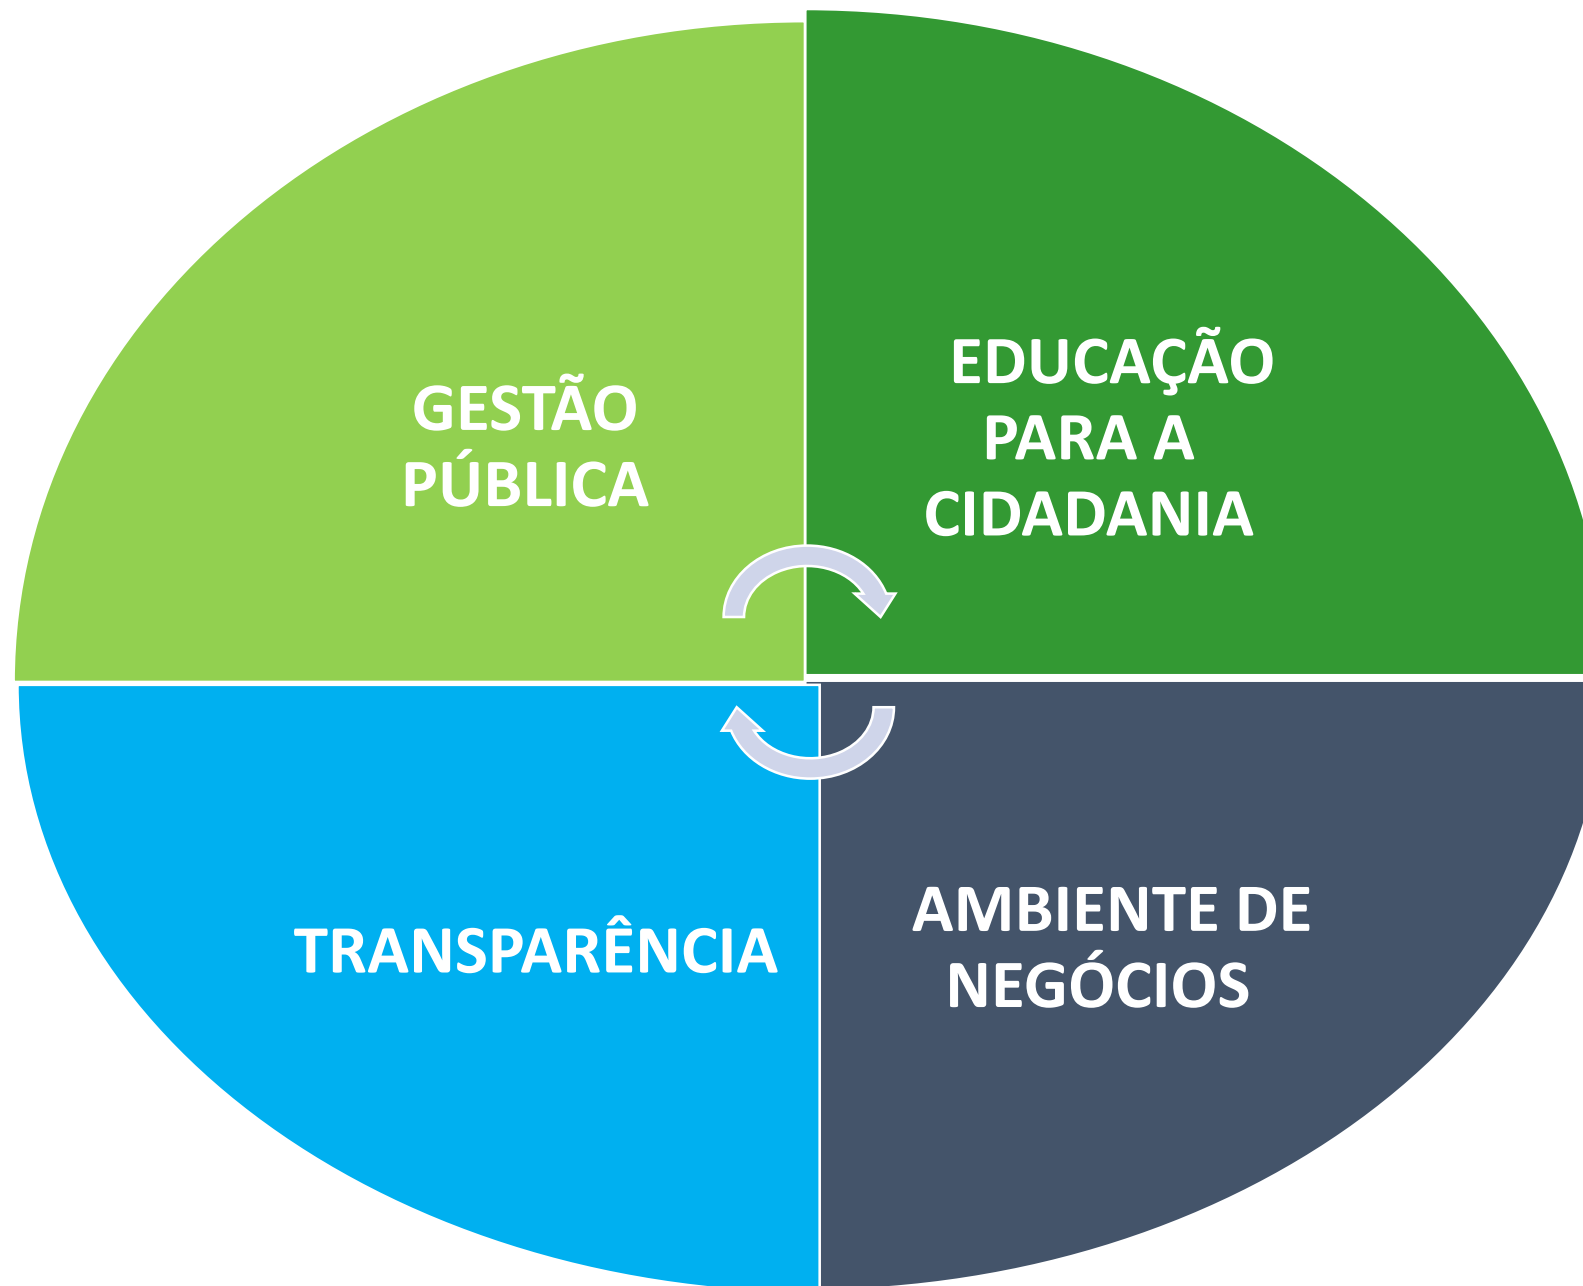 GESTÃO
PÚBLICA
EDUCAÇÃO
PARA A
CIDADANIA
TRANSPARÊNCIA
AMBIENTE DE
NEGÓCIOS